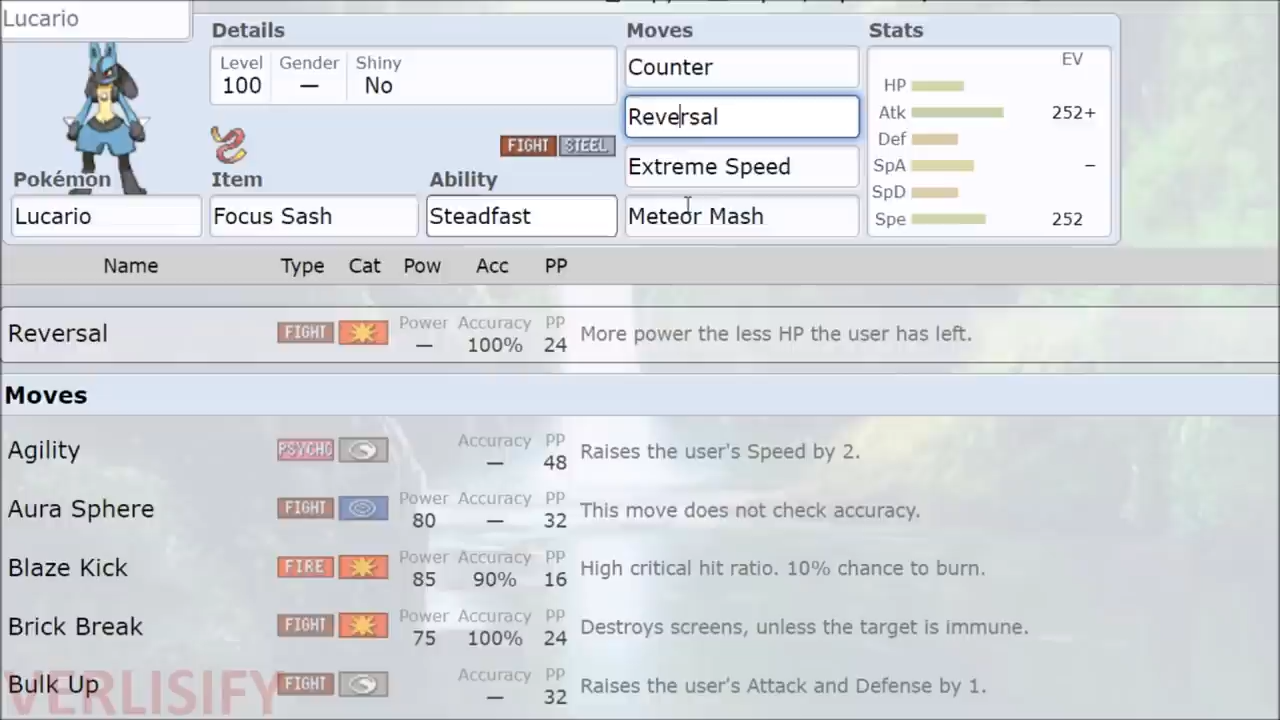 Lucario
Details
Moves
Stats
Level
Gender
Shiny
100
—
No
Counter
Reversal
Extreme Speed
Meteor Mash
EV
HP
Atk 252+
Def
SpA –
SpD
Spe 252
FIGHT STEEL
Pokémon
Item
Ability
Lucario
Focus Sash
Steadfast
Name Type Cat Pow Acc PP
Reversal FIGHT Power — Accuracy 100% PP 24 More power the less HP the user has left.
Moves
Agility PSYCHC Accuracy — PP 48 Raises the user's Speed by 2.
Aura Sphere FIGHT Power 80 Accuracy — PP 32 This move does not check accuracy.
Blaze Kick FIRE Power 85 Accuracy 90% PP 16 High critical hit ratio. 10% chance to burn.
Brick Break FIGHT Power 75 Accuracy 100% PP 24 Destroys screens, unless the target is immune.
Bulk Up FIGHT Accuracy — PP 32 Raises the user's Attack and Defense by 1.
VERLISIFY